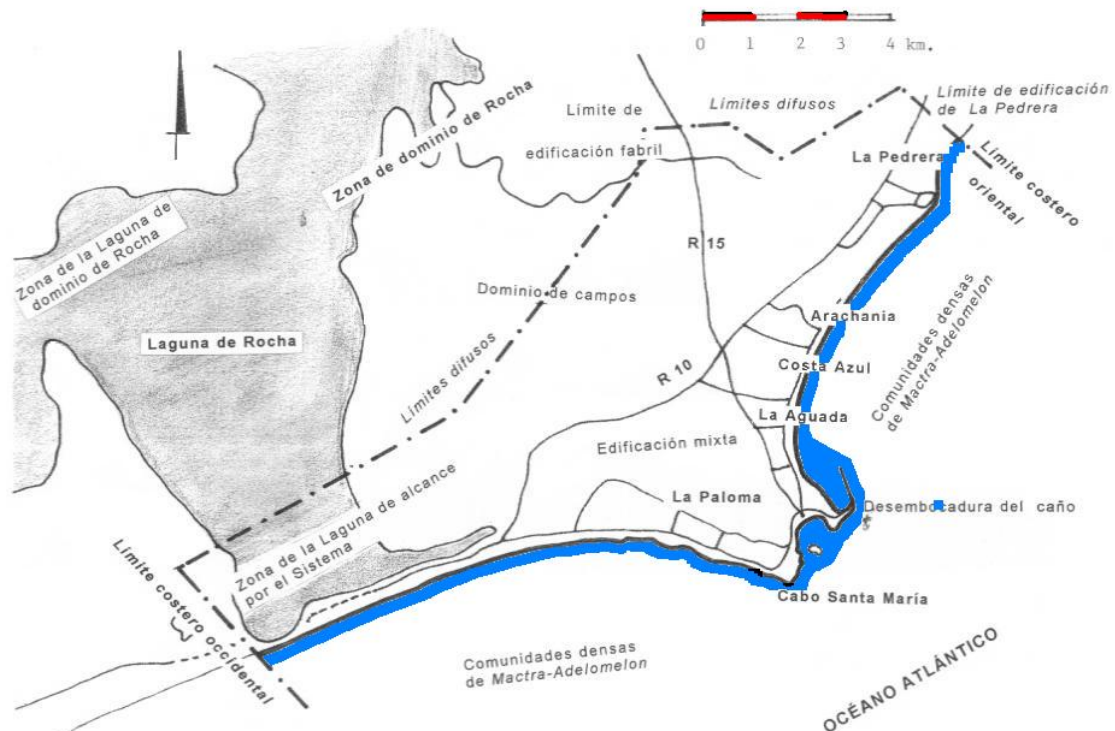 0 1 2 3 4 km.
Límite de edificación
de La Pedrera
Límites difusos
Límite de
edificación fabril
Zona de dominio de Rocha
La Pedrera
Límite costero
oriental
Zona de la Laguna de
dominio de Rocha
R 15
Dominio de campos
Arachania
Laguna de Rocha
Costa Azul
Comunidades densas
de Mactra-Adelomelon
R 10
Límites difusos
La Aguada
Edificación mixta
La Paloma
Desembocadura del caño
Zona de la Laguna de alcance
por el Sistema
Límite costero occidental
Cabo Santa María
Comunidades densas
de Mactra-Adelomelon
OCÉANO ATLÁNTICO